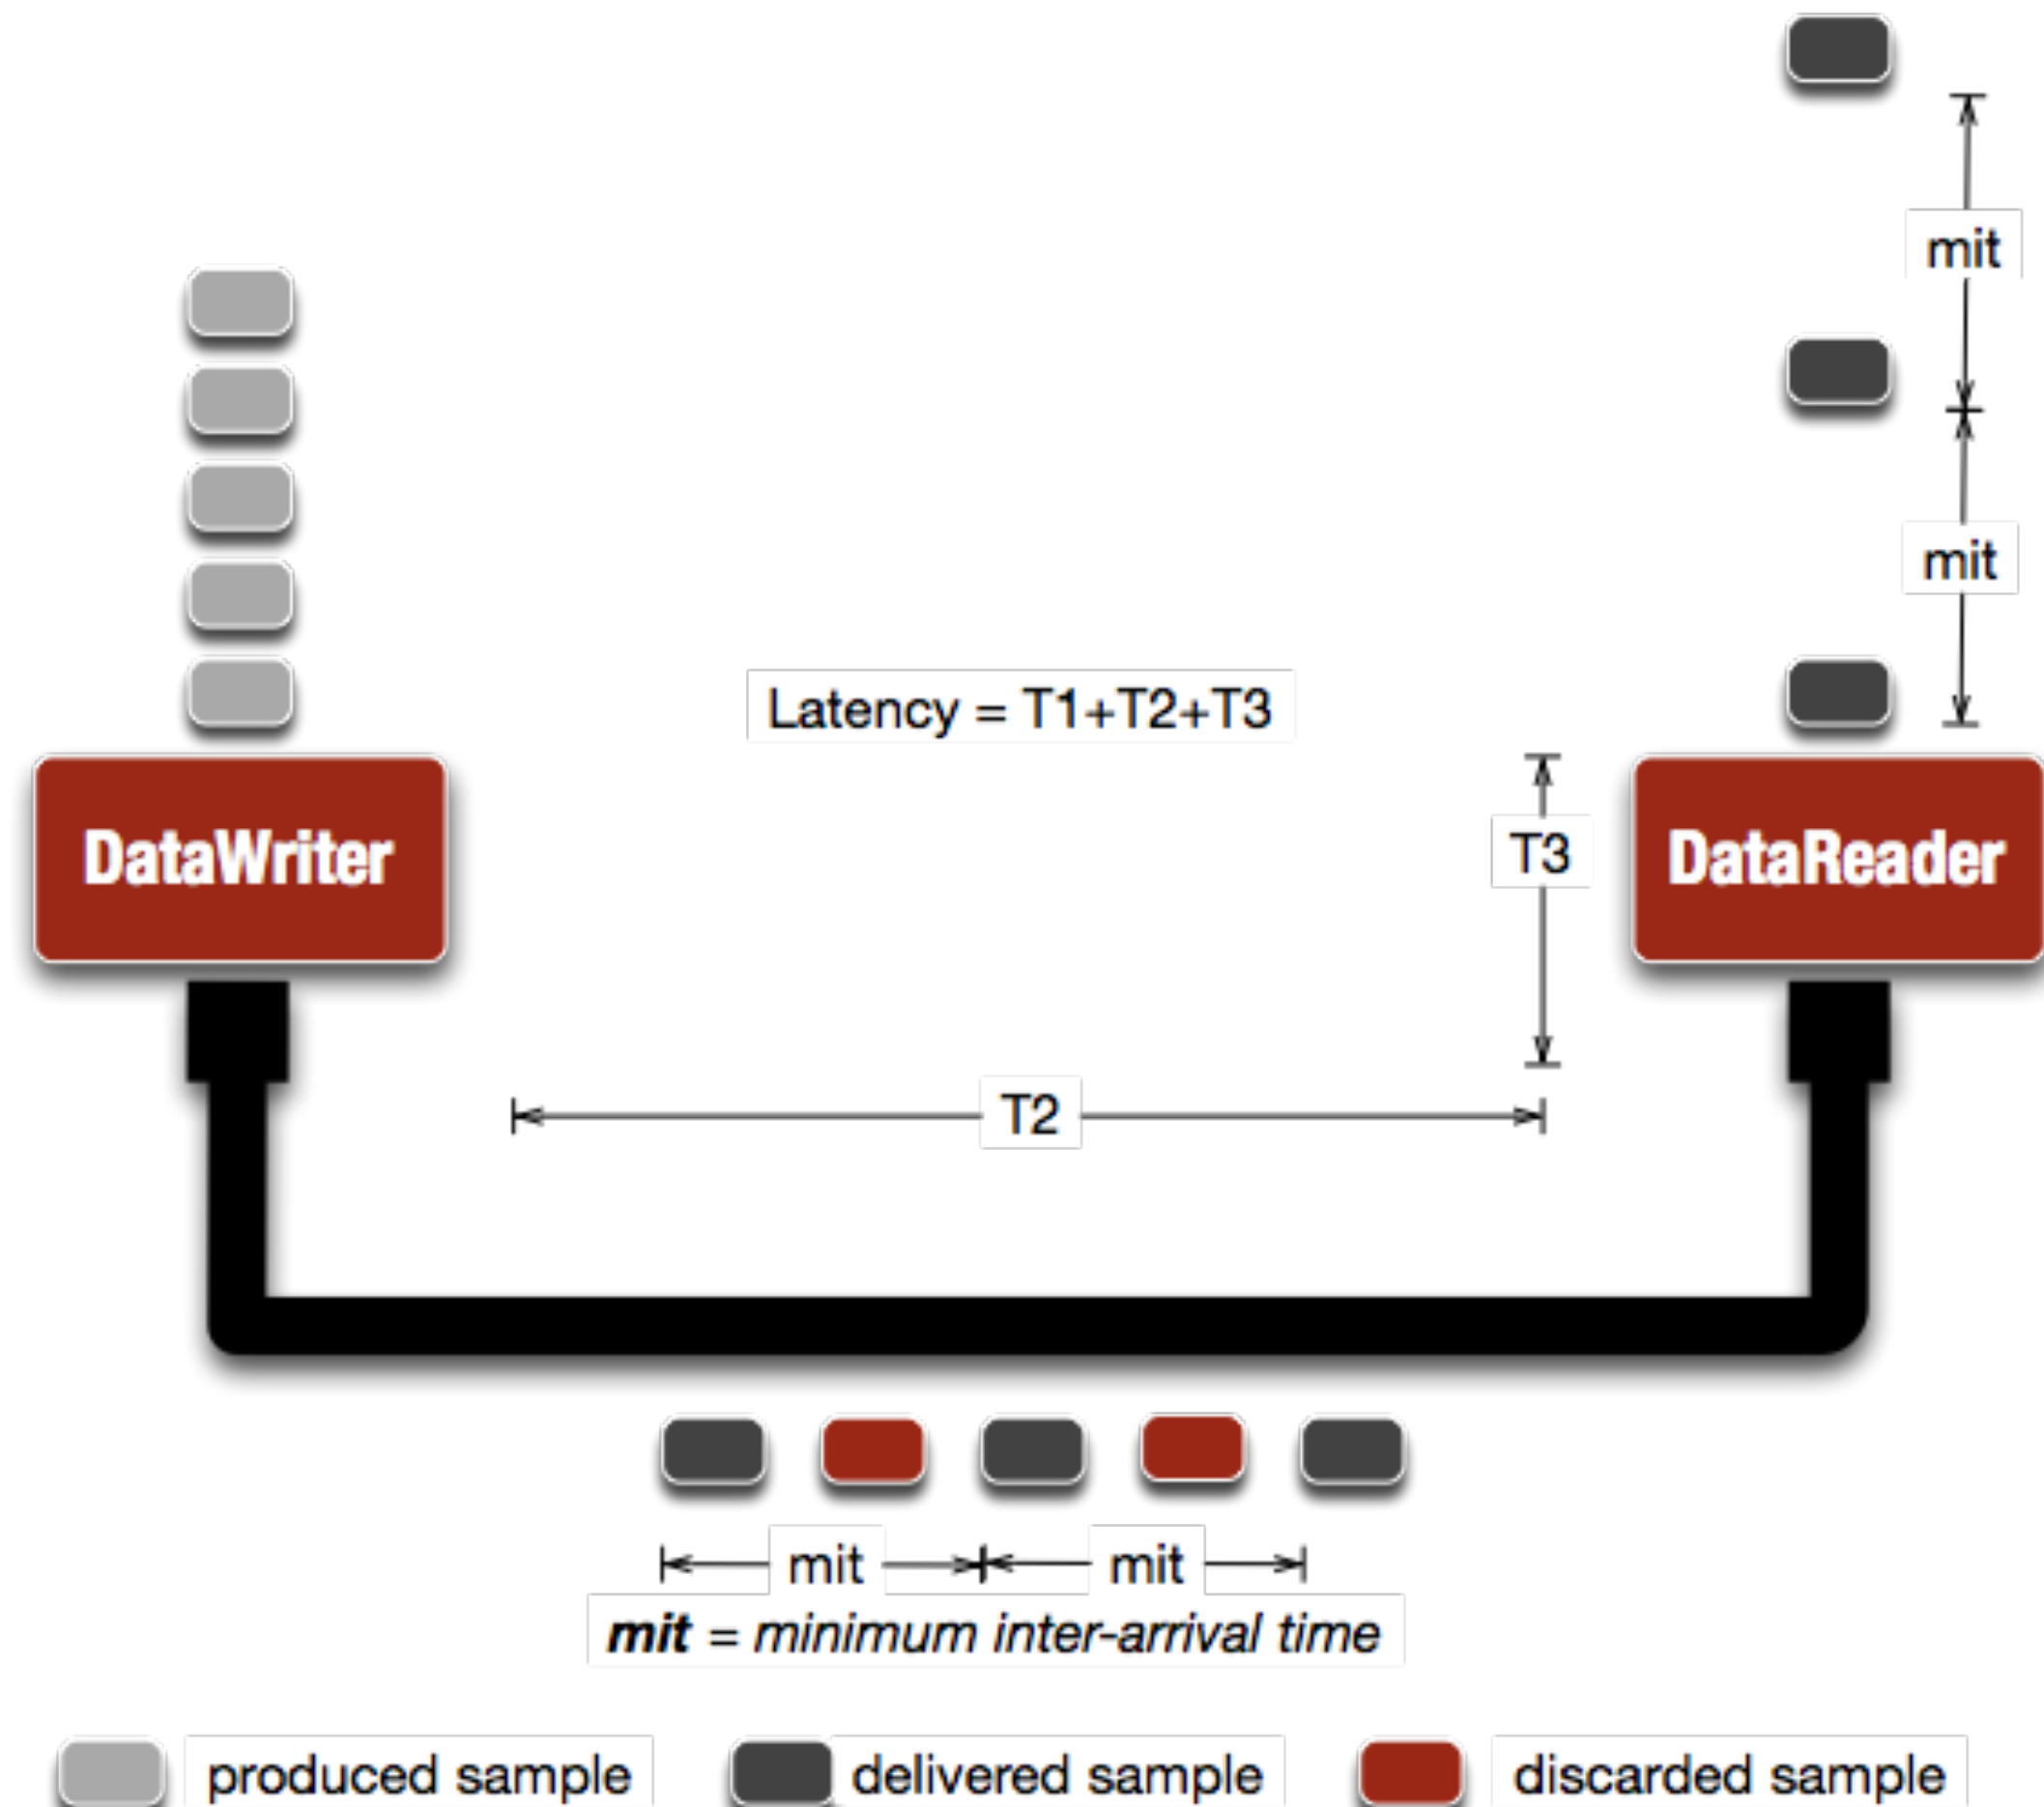 mit
mit
Latency = T1+T2+T3
DataWriter
T3
DataReader
T2
mit
mit
mit = minimum inter-arrival time
produced sample
delivered sample
discarded sample